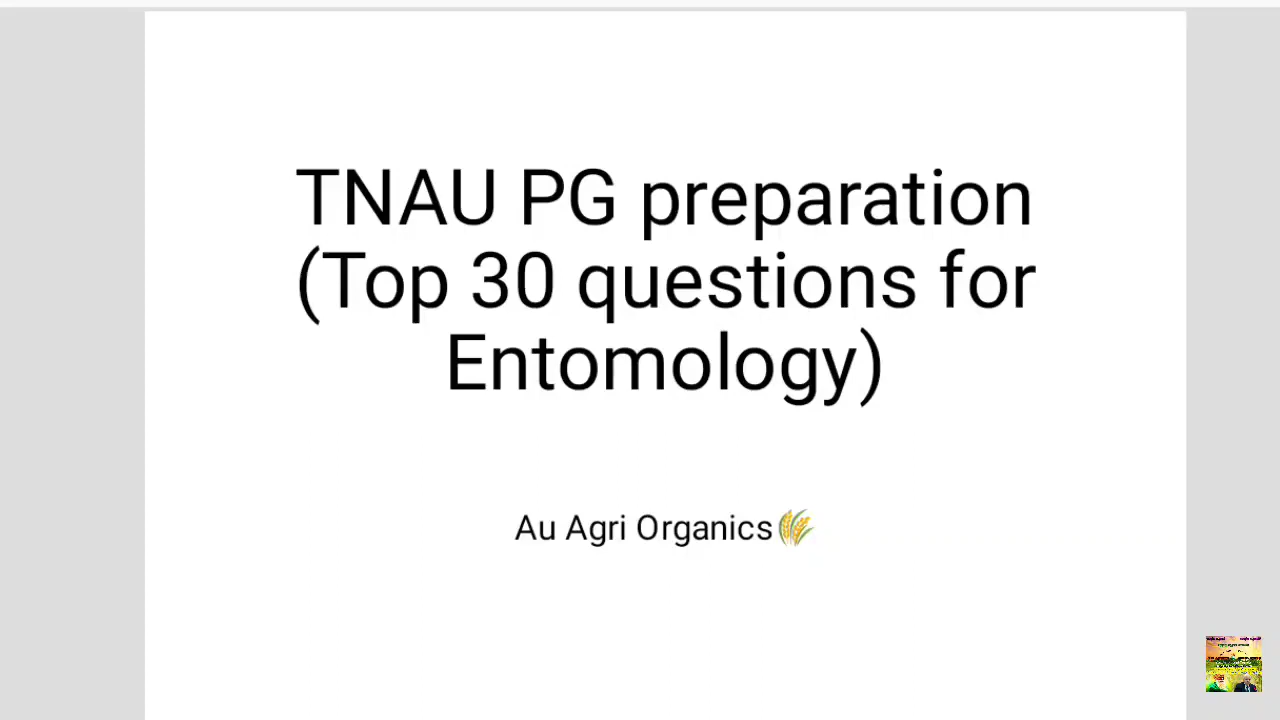 TNAU PG preparation
(Top 30 questions for
Entomology)
Au Agri Organics🌾